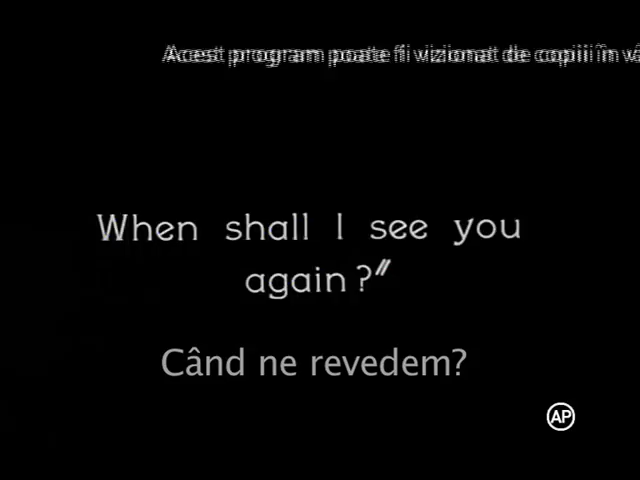 Acest program poate fi vizionat de copiii în
When shall I see you
again?"
Când ne revedem?
AP